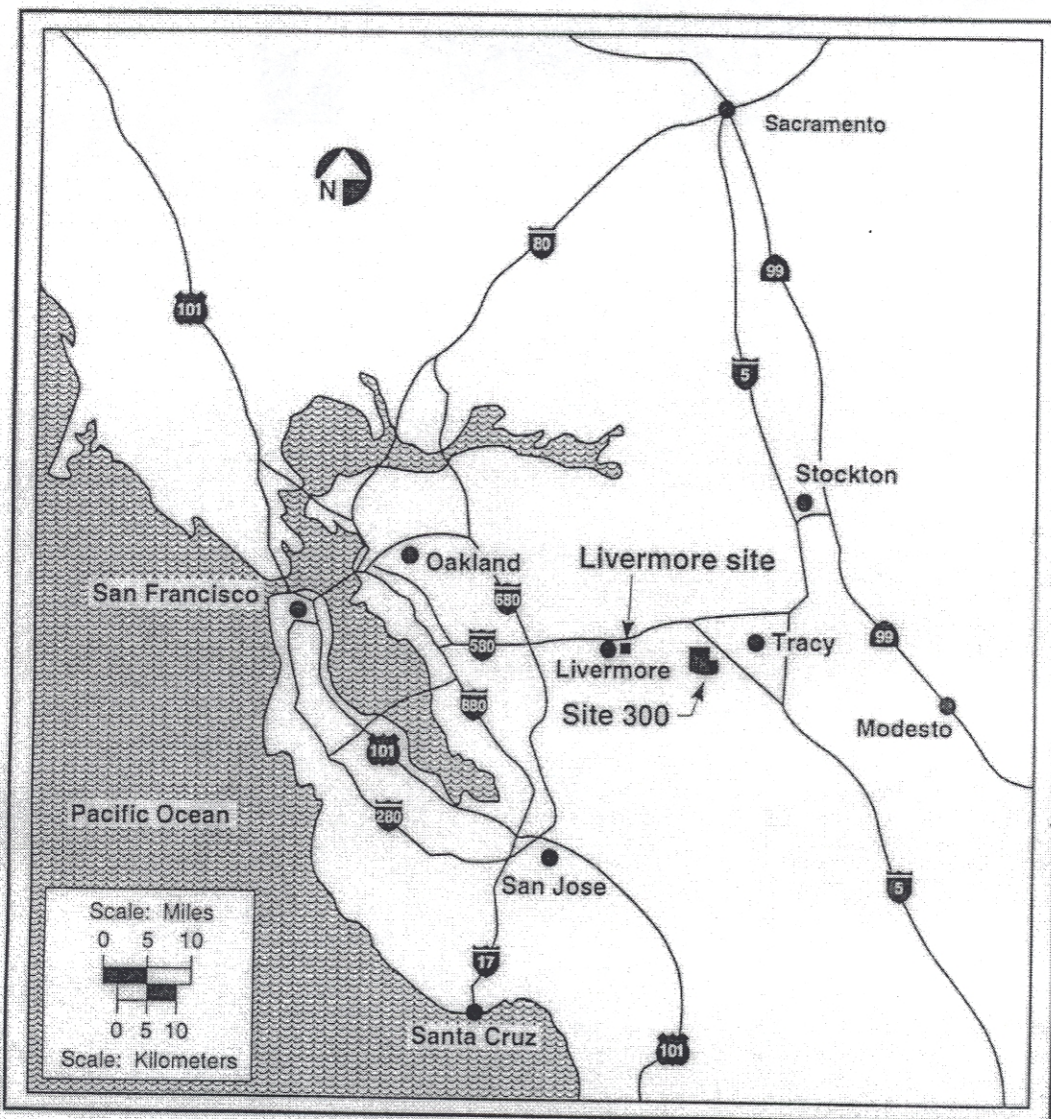 Sacramento
N
80
99
101
5
Stockton
Oakland
Livermore site
San Francisco
680
580
Livermore
Tracy
99
Site 300
880
Modesto
101
Pacific Ocean
280
San Jose
5
Scale: Miles
0 5 10
17
0 5 10
Santa Cruz
101
Scale: Kilometers